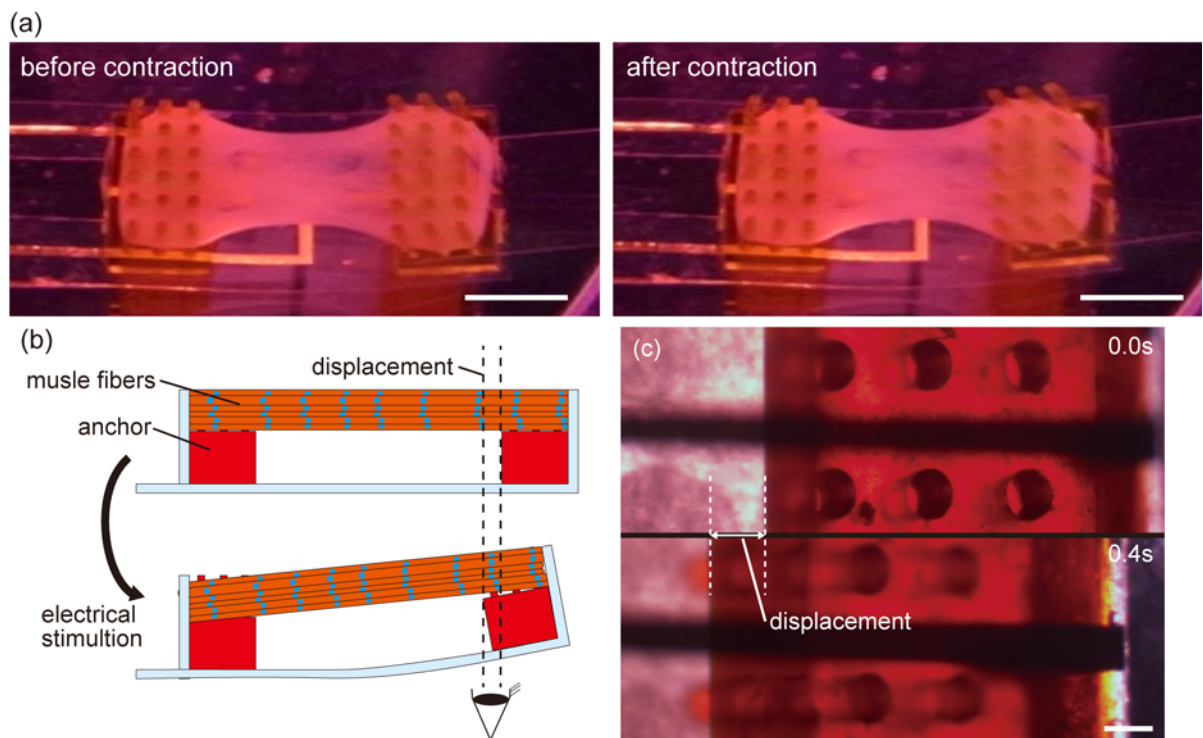 (a)
before contraction
after contraction
(b)
displacement
musle fibers
anchor
electrical
stimultion
(c)
0.0s
0.4s
displacement